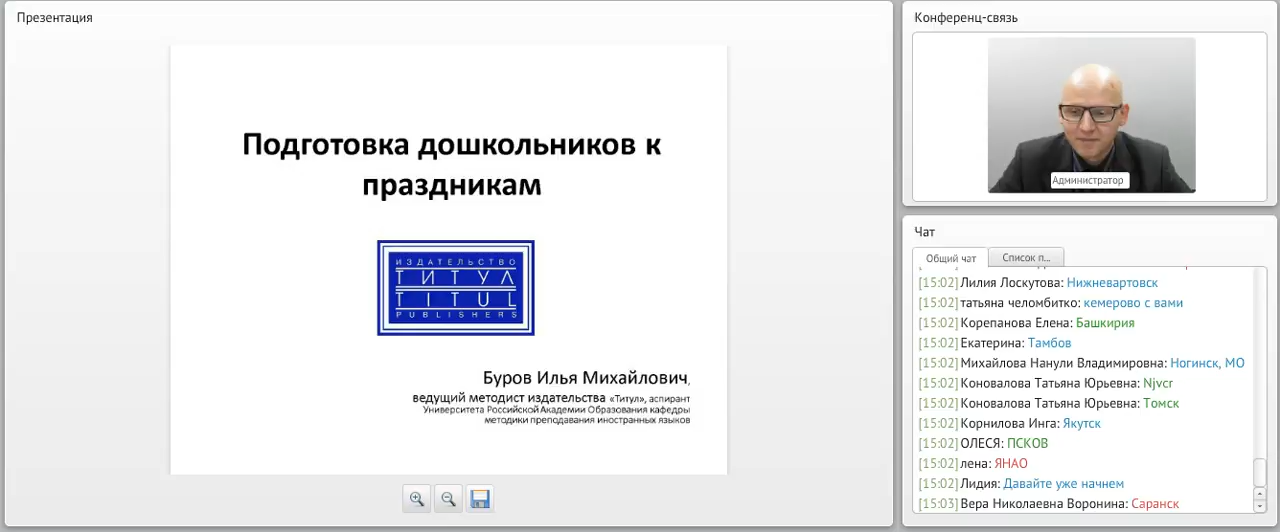 Презентация
Подготовка дошкольников к
праздникам
ИЗДАТЕЛЬСТВО
ТИТУЛ
TITUL
PUBLISHERS
Буров Илья Михайлович,
ведущий методист издательства «Титул», аспирант
Университета Российской Академии Образования кафедры
методики преподавания иностранных языков
Конференц-связь
Администратор
Чат
Общий чат
Список п...
[15:02] Лилия Лоскутова: Нижневартовск
[15:02] татьяна челомбитко: кемерово с вами
[15:02] Корепанова Елена: Башкирия
[15:02] Екатерина: Тамбов
[15:02] Михайлова Нанули Владимировна: Ногинск, МО
[15:02] Коновалова Татьяна Юрьевна: Njvcr
[15:02] Коновалова Татьяна Юрьевна: Томск
[15:02] Корнилова Инга: Якутск
[15:02] ОЛЕСЯ: ПСКОВ
[15:02] лена: ЯНАО
[15:02] Лидия: Давайте уже начнем
[15:03] Вера Николаевна Воронина: Саранск